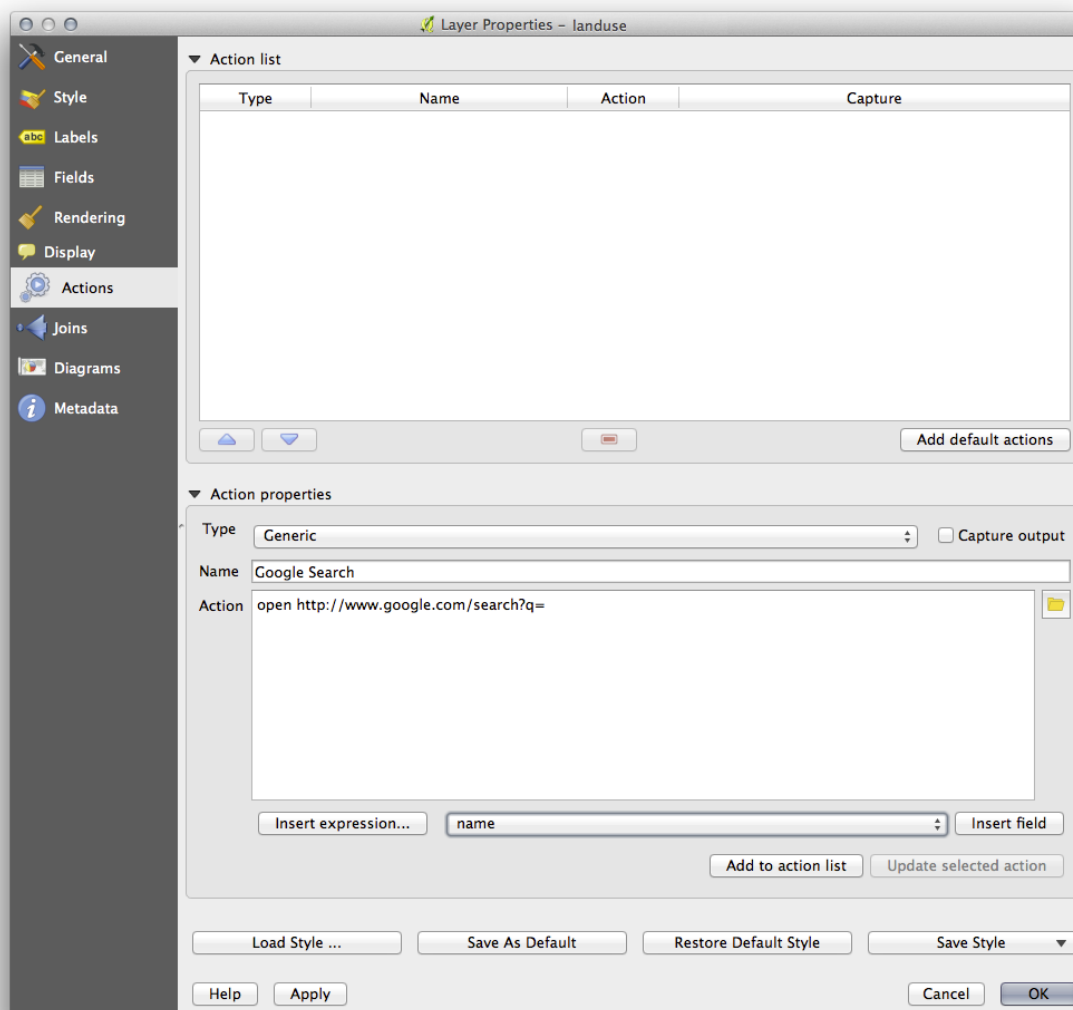 Layer Properties – landuse
General
Style
abc Labels
Fields
Rendering
Display
Actions
Joins
Diagrams
Metadata
Action list
Type Name Action Capture
Add default actions
Action properties
Type Generic Capture output
Name Google Search
Action open http://www.google.com/search?q=
Insert expression... name Insert field
Add to action list Update selected action
Load Style ... Save As Default Restore Default Style Save Style
Help Apply Cancel OK